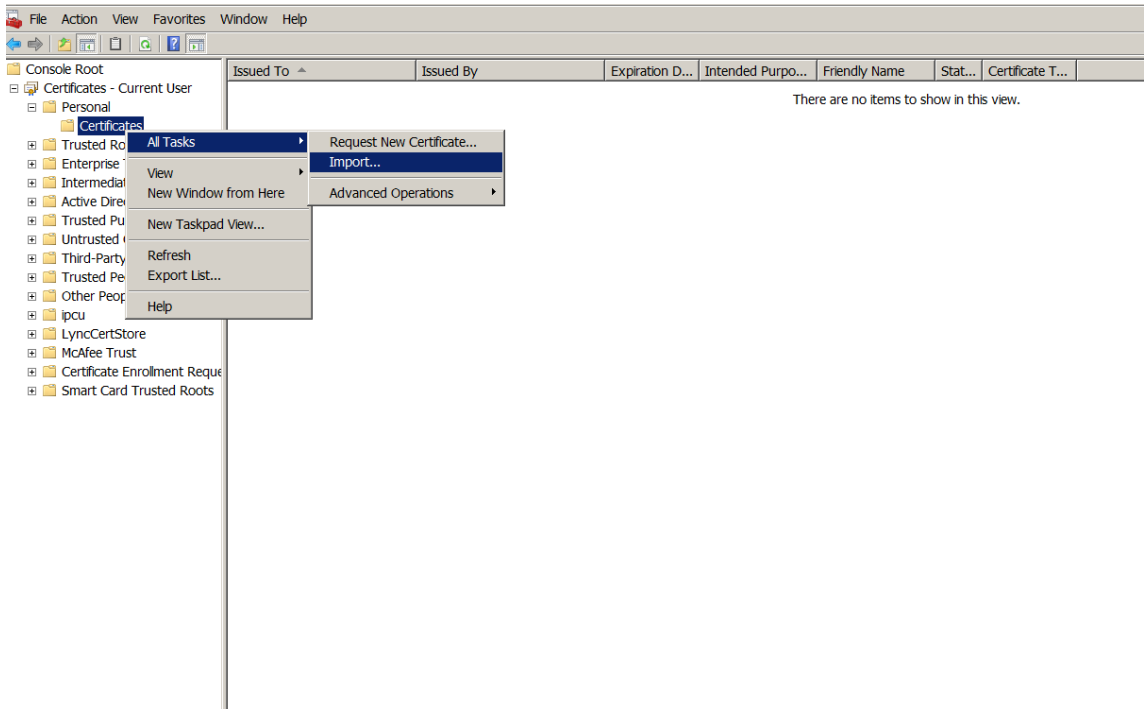 File Action View Favorites Window Help
Console Root
Issued To
Issued By
Expiration D...
Intended Purpo...
Friendly Name
Stat...
Certificate T...
There are no items to show in this view.
Certificates - Current User
Personal
Certificates
Trusted Ro
Enterprise
Intermediat
Active Dire
Trusted Pu
Untrusted
Third-Party
Trusted Pe
Other Peop
ipcu
LyncCertStore
McAfee Trust
Certificate Enrollment Reque
Smart Card Trusted Roots
All Tasks
View
New Window from Here
New Taskpad View...
Refresh
Export List...
Help
Request New Certificate...
Import...
Advanced Operations